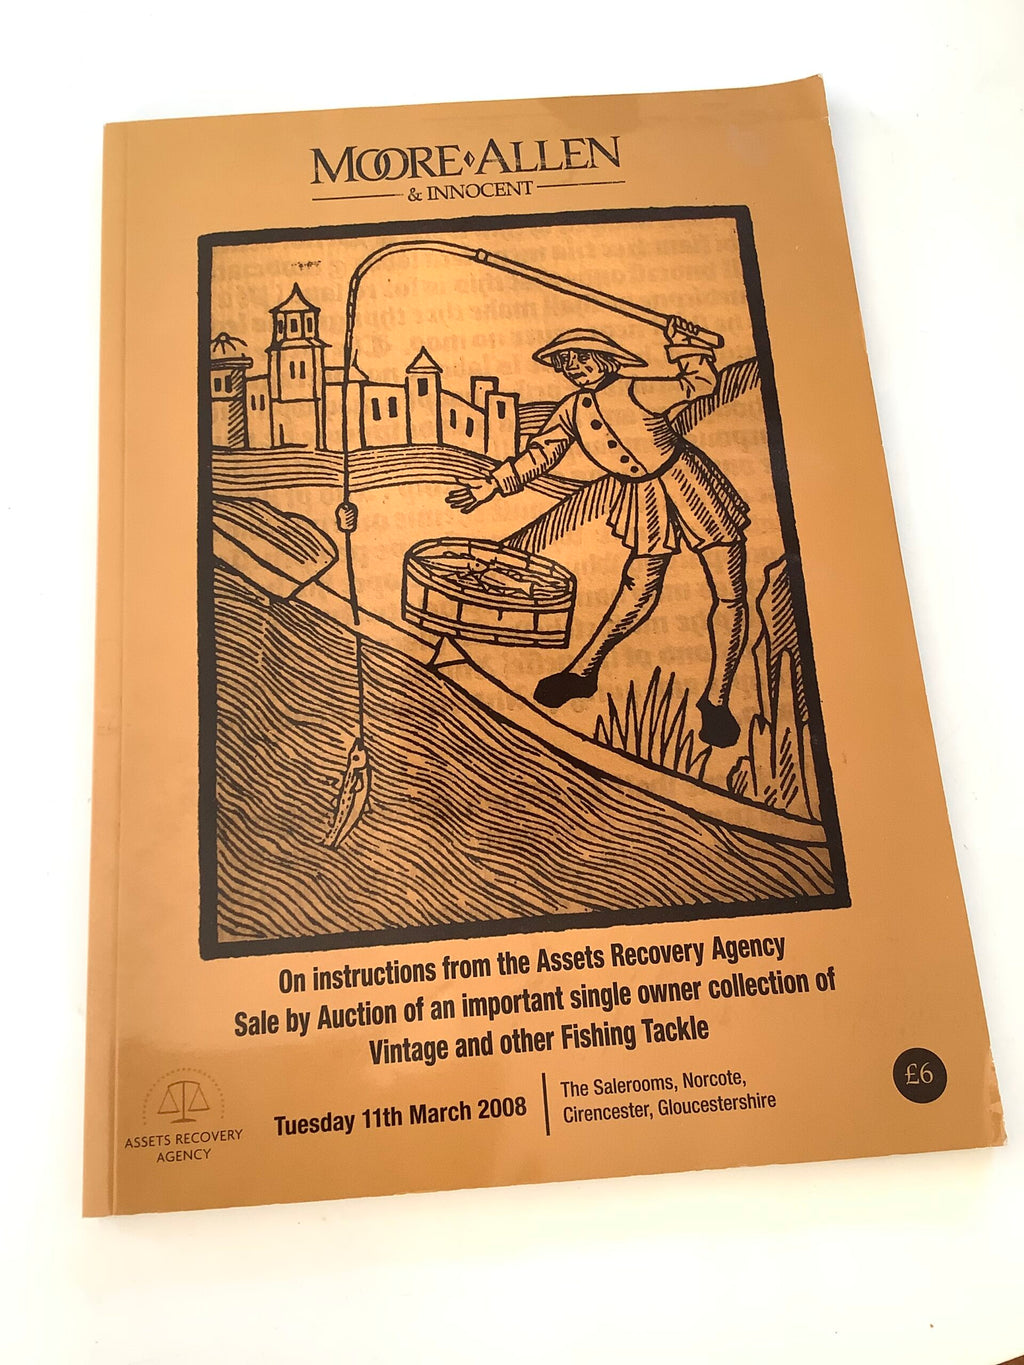 MOORE ALLEN
& INNOCENT
On instructions from the Assets Recovery Agency
Sale by Auction of an important single owner collection of
Vintage and other Fishing Tackle
Tuesday 11th March 2008
The Salerooms, Norcote,
Cirencester, Gloucestershire
£6
ASSETS RECOVERY
AGENCY